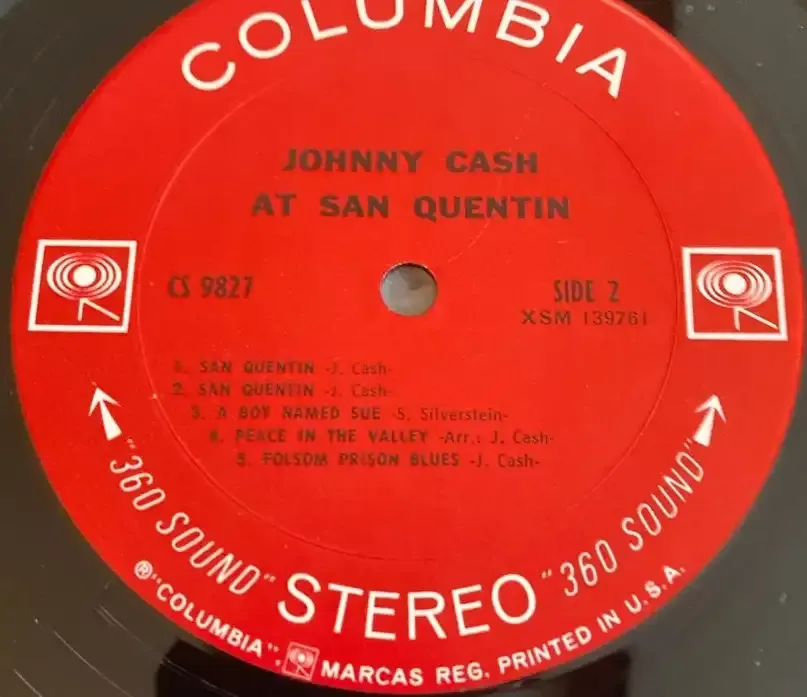 COLUMBIA
JOHNNY CASH
AT SAN QUENTIN
CS 9827
SIDE 2
XSM 139761
1. SAN QUENTIN -J. Cash-
2. SAN QUENTIN -J. Cash-
3. A BOY NAMED SUE -S. Silverstein-
4. PEACE IN THE VALLEY -Arr.: J. Cash-
5. FOLSOM PRISON BLUES -J. Cash-
"360 SOUND" STEREO "360 SOUND"
® "COLUMBIA", MARCAS REG. PRINTED IN U.S.A.